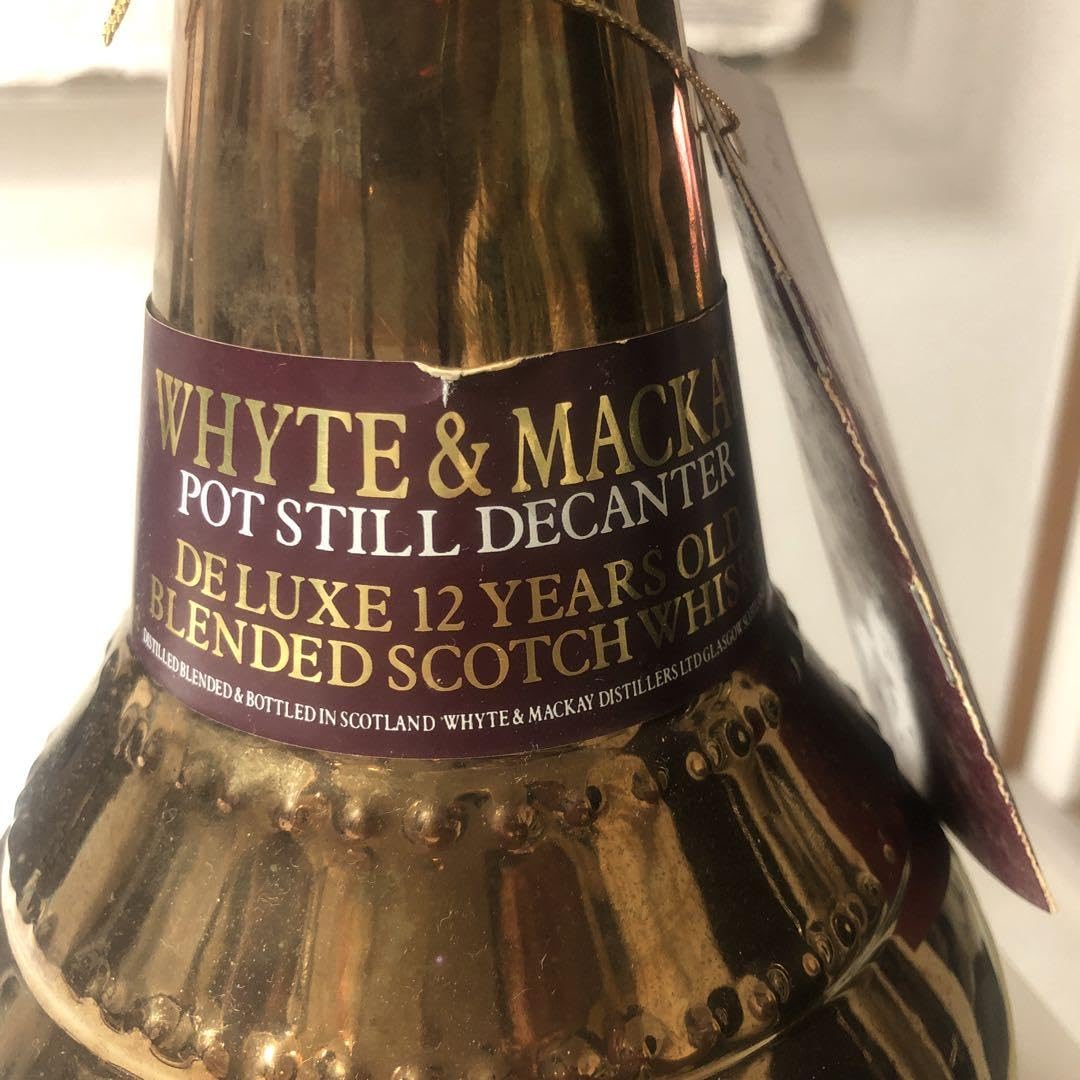 WHYTE & MACKA
POT STILL DECANTER
DE LUXE 12 YEARS OLD
BLENDED SCOTCH WHIS
DISTILLED BLENDED & BOTTLED IN SCOTLAND WHYTE & MACKAY DISTILLERS LTD GLASGOW